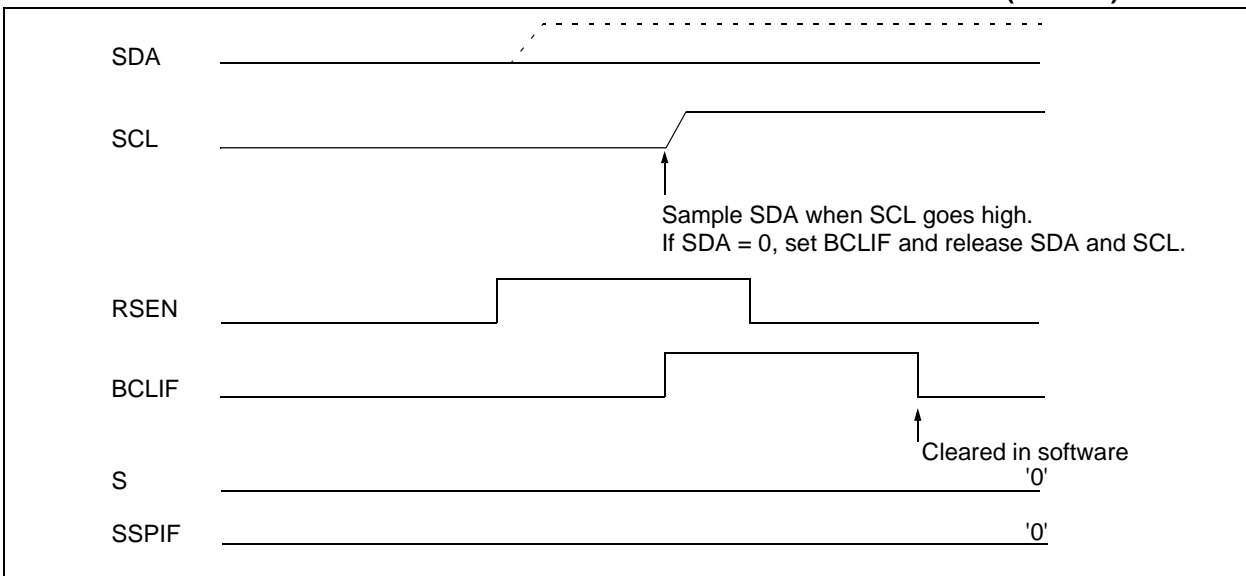 SDA
SCL
Sample SDA when SCL goes high.
If SDA = 0, set BCLIF and release SDA and SCL.
RSEN
BCLIF
Cleared in software
S '0'
SSPIF '0'